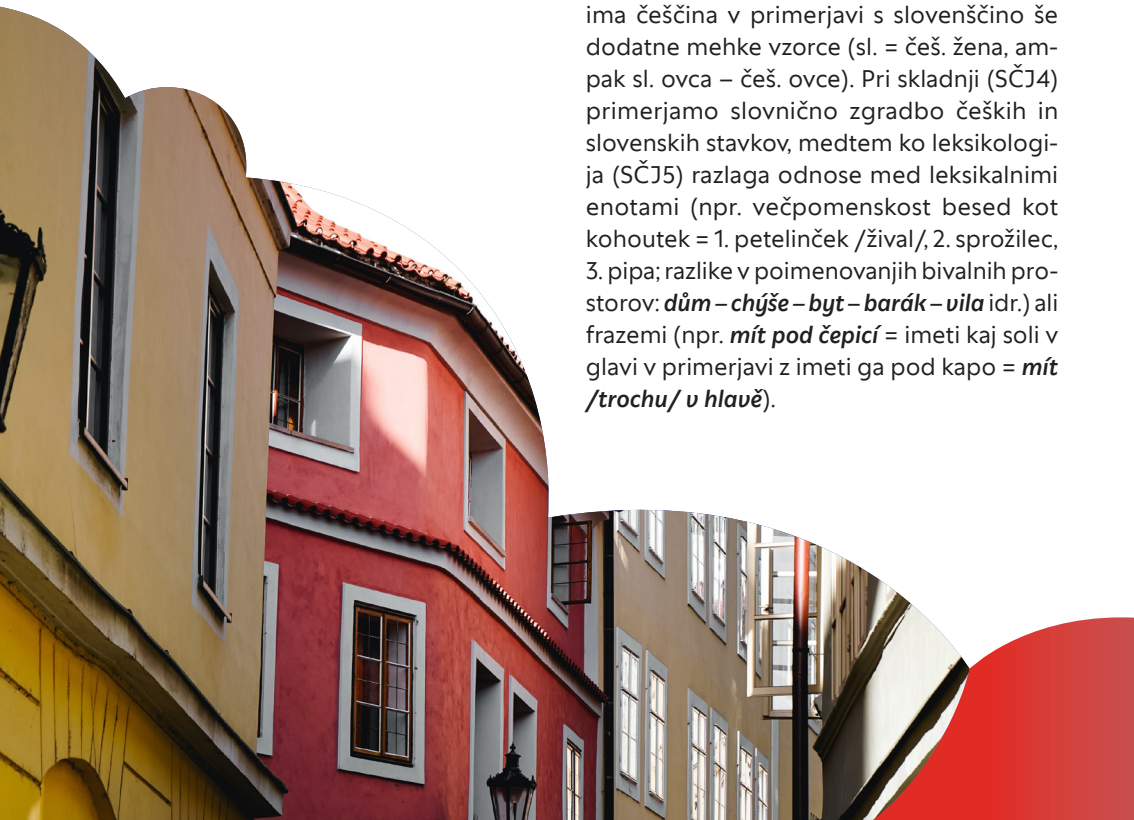 ima češčina v primerjavi s slovenščino še
dodatne mehke vzorce (sl. = češ. žena, am-
pak sl. ovca – češ. ovce). Pri skladnji (SČJ4)
primerjamo slovnično zgradbo čeških in
slovenskih stavkov, medtem ko leksikologi-
ja (SČJ5) razlaga odnose med leksikalnimi
enotami (npr. večpomenskost besed kot
kohoutek = 1. petelinček /žival/, 2. sprožilec,
3. pipa; razlike v poimenovanjih bivalnih pro-
storov: dům – chýše – byt – barák – vila idr.) ali
frazemi (npr. mít pod čepicí = imeti kaj soli v
glavi v primerjavi z imeti ga pod kapo = mít
/trochu/ v hlavě).